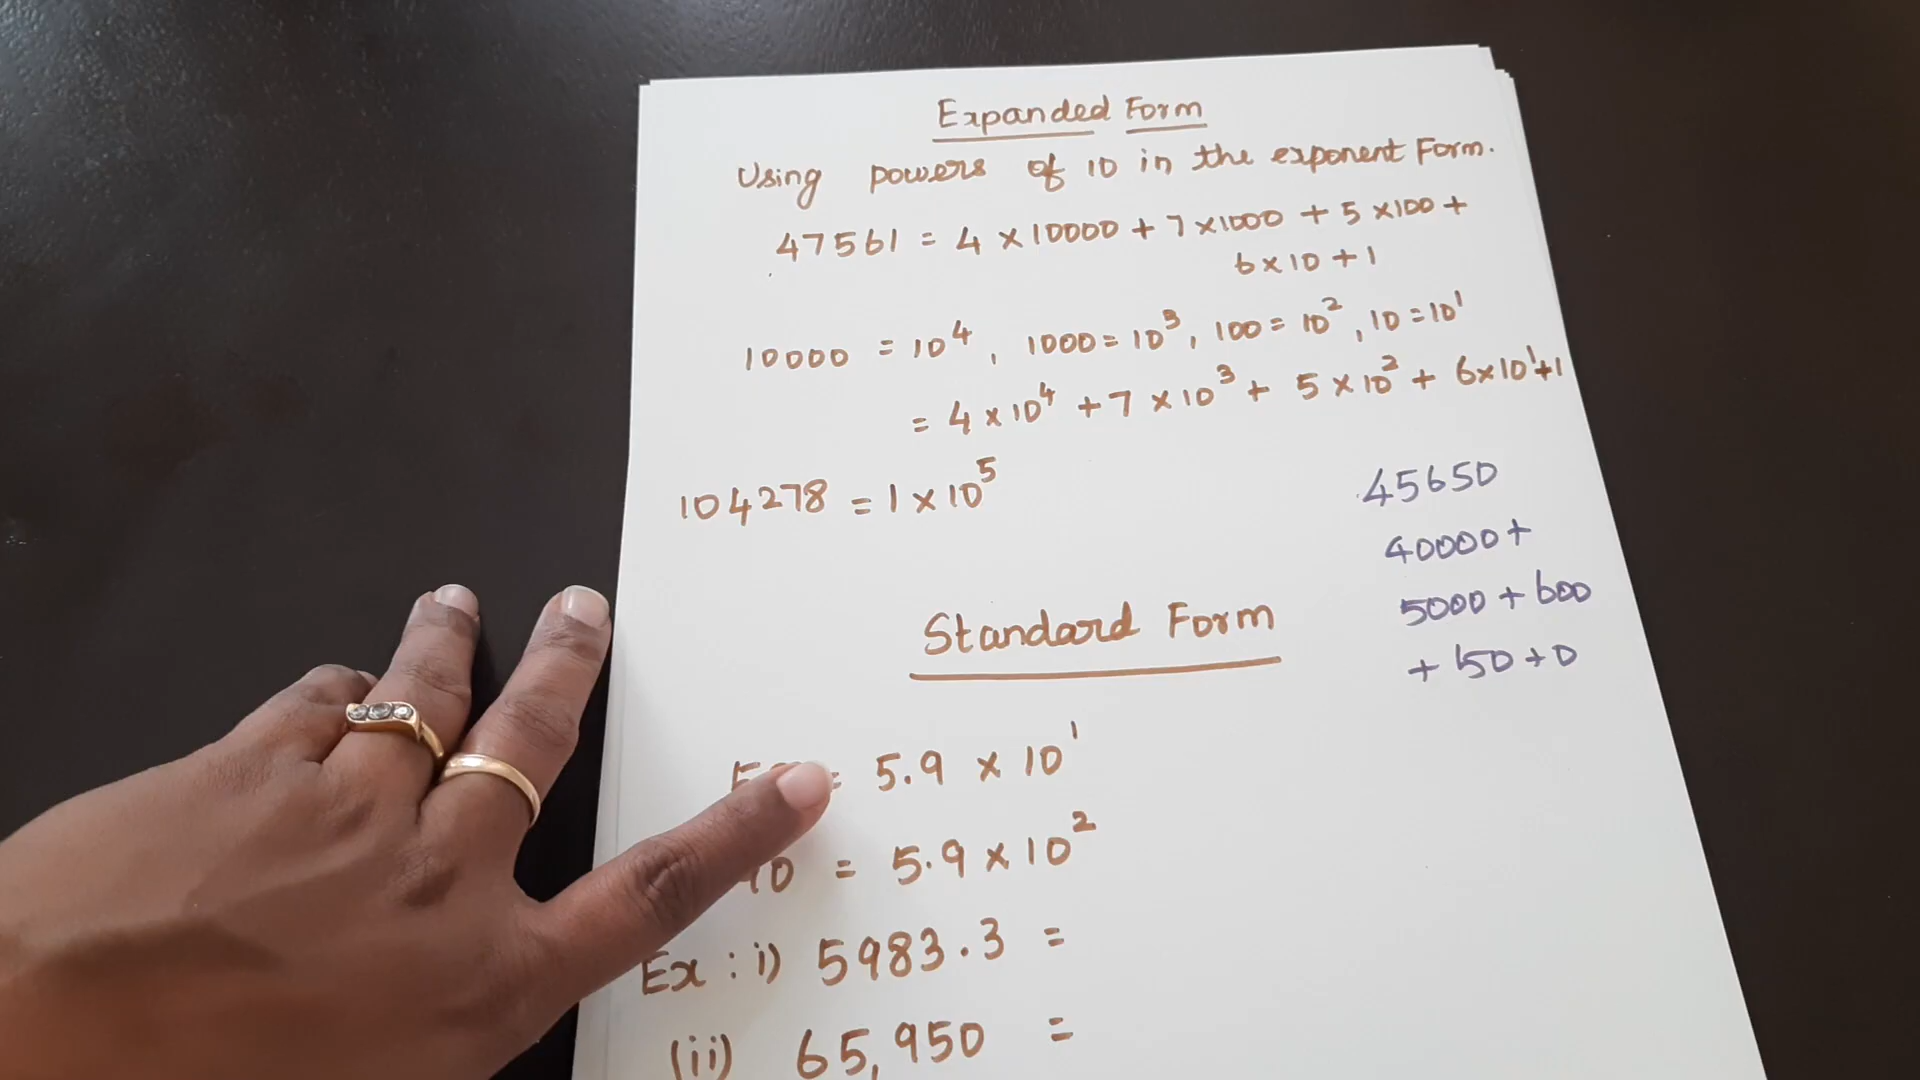 Expanded Form
Using powers of 10 in the exponent Form.
47561 = 4 × 10000 + 7 × 1000 + 5 × 100 +
6 × 10 + 1
10000 = 10⁴, 1000 = 10³, 100 = 10², 10 = 10¹
= 4 × 10⁴ + 7 × 10³ + 5 × 10² + 6 × 10¹ + 1
104278 = 1 × 10⁵
45650
40000 +
5000 + 600
+ 50 + 0
Standard Form
= 5.9 × 10¹
= 5.9 × 10²
Ex : i) 5983.3 =
(ii) 65,950 =